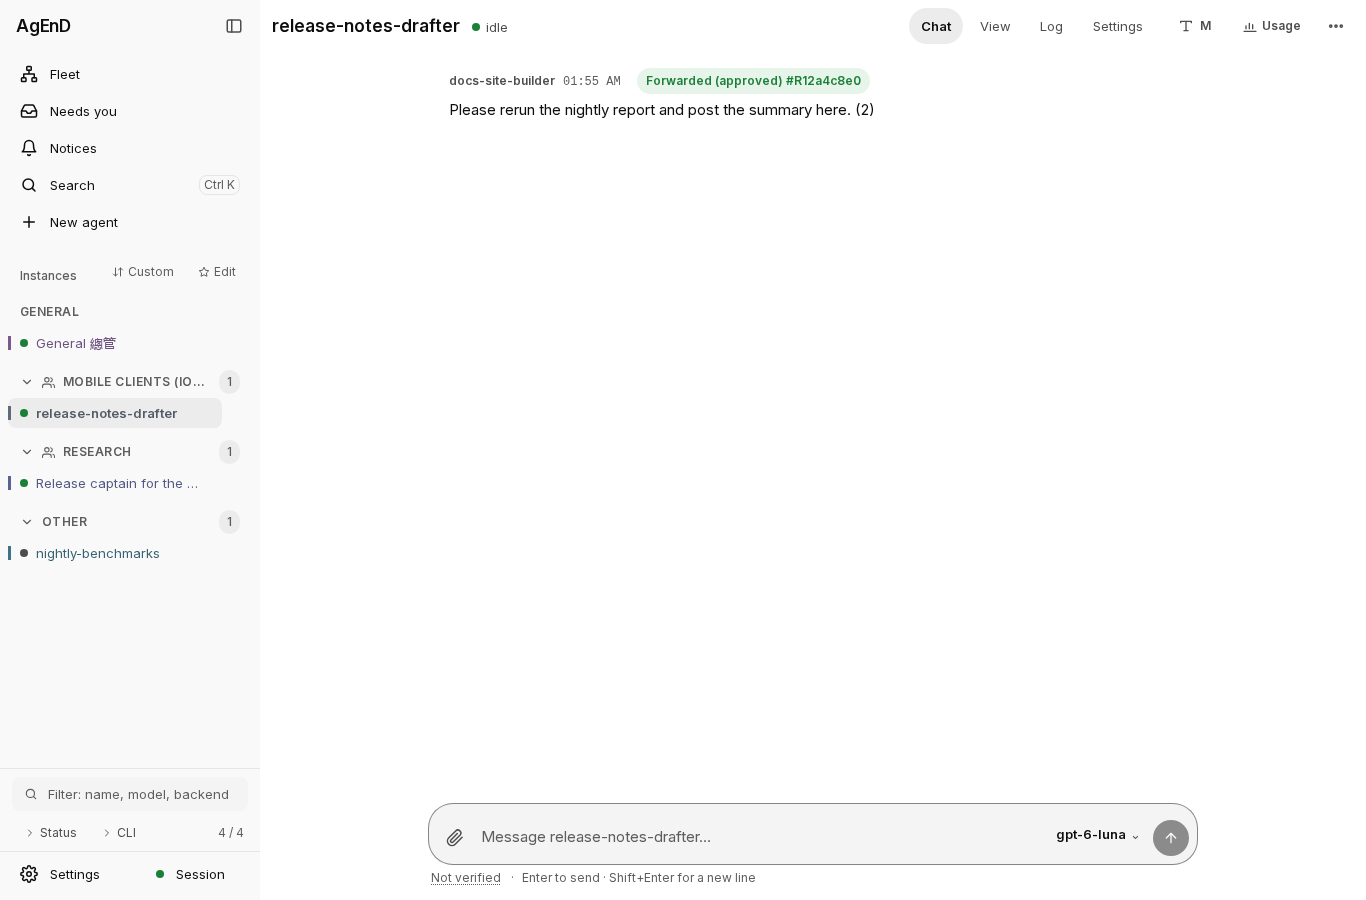 AgEnD
Fleet
Needs you
Notices
Search Ctrl K
New agent
Instances Custom Edit
GENERAL
General 總管
MOBILE CLIENTS (IO... 1
release-notes-drafter
RESEARCH 1
Release captain for the ...
OTHER 1
nightly-benchmarks
Filter: name, model, backend
Status CLI 4 / 4
Settings Session
release-notes-drafter idle Chat View Log Settings M Usage
docs-site-builder 01:55 AM Forwarded (approved) #R12a4c8e0
Please rerun the nightly report and post the summary here. (2)
Message release-notes-drafter... gpt-6-luna
Not verified · Enter to send · Shift+Enter for a new line